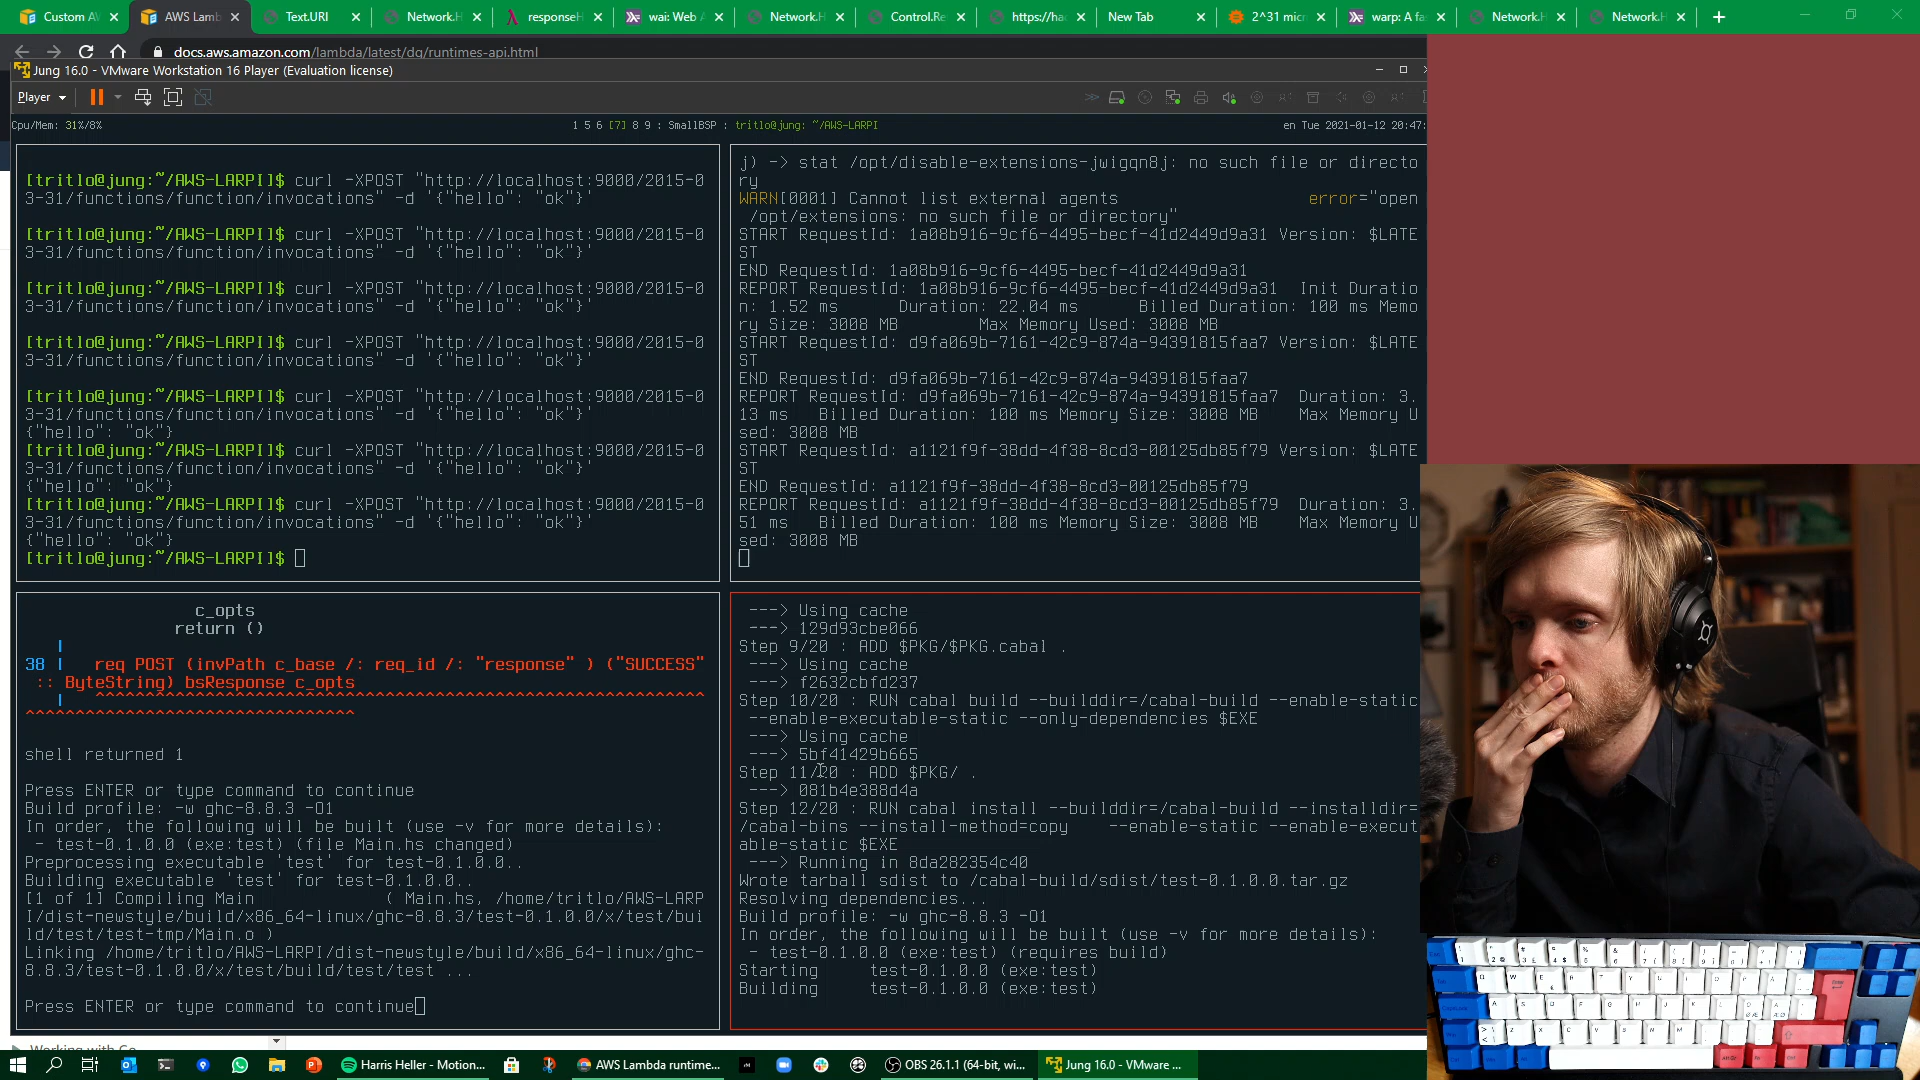 Custom A
AWS Lamb
Text.URI
Network.H
responseH
wai: Web A
Network.H
Control.Re
https://ha
New Tab
2^31 micr
warp: A fa
Network.H
Network.H
docs.aws.amazon.com/lambda/latest/dg/runtimes-api.html
Jung 16.0 - VMware Workstation 16 Player (Evaluation license)
Player
Cpu/Mem: 31%/8%
1 5 6 [7] 8 9 : SmallBSP : tritlo@jung: ~/AWS-LARPI
en Tue 2021-01-12 20:47:
[tritlo@jung:~/AWS-LARPI]$ curl -XPOST "http://localhost:9000/2015-0
3-31/functions/function/invocations" -d '{"hello": "ok"}'
[tritlo@jung:~/AWS-LARPI]$ curl -XPOST "http://localhost:9000/2015-0
3-31/functions/function/invocations" -d '{"hello": "ok"}'
[tritlo@jung:~/AWS-LARPI]$ curl -XPOST "http://localhost:9000/2015-0
3-31/functions/function/invocations" -d '{"hello": "ok"}'
[tritlo@jung:~/AWS-LARPI]$ curl -XPOST "http://localhost:9000/2015-0
3-31/functions/function/invocations" -d '{"hello": "ok"}'
[tritlo@jung:~/AWS-LARPI]$ curl -XPOST "http://localhost:9000/2015-0
3-31/functions/function/invocations" -d '{"hello": "ok"}'
{"hello": "ok"}
[tritlo@jung:~/AWS-LARPI]$ curl -XPOST "http://localhost:9000/2015-0
3-31/functions/function/invocations" -d '{"hello": "ok"}'
{"hello": "ok"}
[tritlo@jung:~/AWS-LARPI]$ curl -XPOST "http://localhost:9000/2015-0
3-31/functions/function/invocations" -d '{"hello": "ok"}'
{"hello": "ok"}
[tritlo@jung:~/AWS-LARPI]$
j) -> stat /opt/disable-extensions-jwigqn8j: no such file or directo
ry
WARN[0001] Cannot list external agents error="open
/opt/extensions: no such file or directory"
START RequestId: 1a08b916-9cf6-4495-becf-41d2449d9a31 Version: $LATE
ST
END RequestId: 1a08b916-9cf6-4495-becf-41d2449d9a31
REPORT RequestId: 1a08b916-9cf6-4495-becf-41d2449d9a31 Init Duratio
n: 1.52 ms Duration: 22.04 ms Billed Duration: 100 ms Memo
ry Size: 3008 MB Max Memory Used: 3008 MB
START RequestId: d9fa069b-7161-42c9-874a-94391815faa7 Version: $LATE
ST
END RequestId: d9fa069b-7161-42c9-874a-94391815faa7
REPORT RequestId: d9fa069b-7161-42c9-874a-94391815faa7 Duration: 3.
13 ms Billed Duration: 100 ms Memory Size: 3008 MB Max Memory U
sed: 3008 MB
START RequestId: a1121f9f-38dd-4f38-8cd3-00125db85f79 Version: $LATE
ST
END RequestId: a1121f9f-38dd-4f38-8cd3-00125db85f79
REPORT RequestId: a1121f9f-38dd-4f38-8cd3-00125db85f79 Duration: 3.
51 ms Billed Duration: 100 ms Memory Size: 3008 MB Max Memory U
sed: 3008 MB
c_opts
return ()
|
38 | req POST (invPath c_base /: req_id /: "response" ) ("SUCCESS"
:: ByteString) bsResponse c_opts
| ^^^^^^^^^^^^^^^^^^^^^^^^^^^^^^^^^^^^^^^^^^^^^^^^^^^^^^^^^^^^^
^^^^^^^^^^^^^^^^^^^^^^^^^^^^^^^^^
shell returned 1
Press ENTER or type command to continue
Build profile: -w ghc-8.8.3 -O1
In order, the following will be built (use -v for more details):
- test-0.1.0.0 (exe:test) (file Main.hs changed)
Preprocessing executable 'test' for test-0.1.0.0..
Building executable 'test' for test-0.1.0.0..
[1 of 1] Compiling Main ( Main.hs, /home/tritlo/AWS-LARP
I/dist-newstyle/build/x86_64-linux/ghc-8.8.3/test-0.1.0.0/x/test/bui
ld/test/test-tmp/Main.o )
Linking /home/tritlo/AWS-LARPI/dist-newstyle/build/x86_64-linux/ghc-
8.8.3/test-0.1.0.0/x/test/build/test/test ...
Press ENTER or type command to continue
---> Using cache
---> 129d93cbe066
Step 9/20 : ADD $PKG/$PKG.cabal .
---> Using cache
---> f2632cbfd237
Step 10/20 : RUN cabal build --builddir=/cabal-build --enable-static
--enable-executable-static --only-dependencies $EXE
---> Using cache
---> 5bf41429b665
Step 11/20 : ADD $PKG/ .
---> 081b4e388d4a
Step 12/20 : RUN cabal install --builddir=/cabal-build --installdir=
/cabal-bins --install-method=copy --enable-static --enable-execut
able-static $EXE
---> Running in 8da282354c40
Wrote tarball sdist to /cabal-build/sdist/test-0.1.0.0.tar.gz
Resolving dependencies...
Build profile: -w ghc-8.8.3 -O1
In order, the following will be built (use -v for more details):
- test-0.1.0.0 (exe:test) (requires build)
Starting test-0.1.0.0 (exe:test)
Building test-0.1.0.0 (exe:test)
Working with Go
Harris Heller - Motion...
AWS Lambda runtime...
OBS 26.1.1 (64-bit, wi...
Jung 16.0 - VMware ...